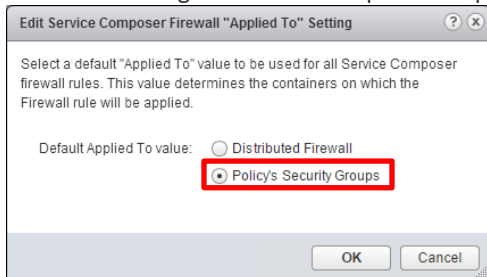 Edit Service Composer Firewall "Applied To" Setting
Select a default "Applied To" value to be used for all Service Composer
firewall rules. This value determines the containers on which the
Firewall rule will be applied.
Default Applied To value: Distributed Firewall
Policy's Security Groups
OK Cancel